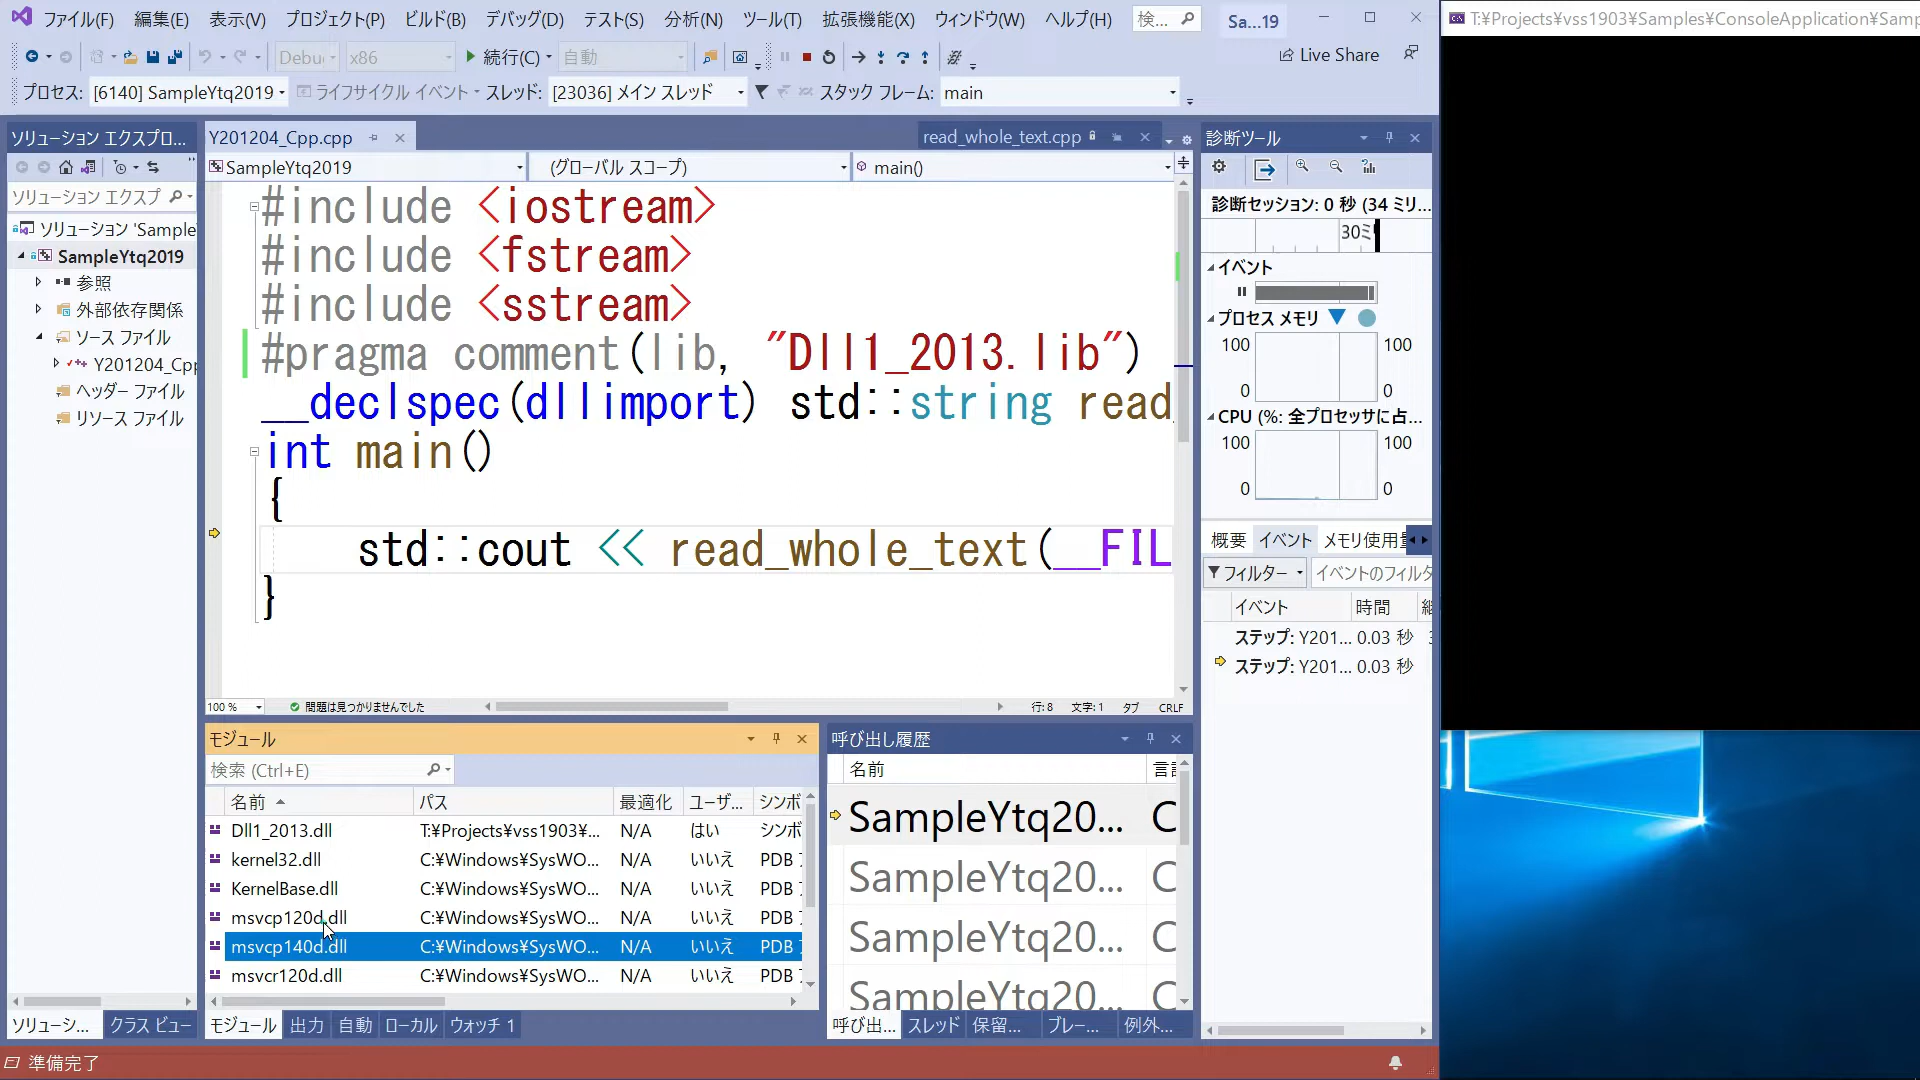 ファイル(F) 編集(E) 表示(V) プロジェクト(P) ビルド(B) デバッグ(D) テスト(S) 分析(N) ツール(T) 拡張機能(X) ウィンドウ(W) ヘルプ(H) 検... Sa...19
T:¥Projects¥vss1903¥Samples¥ConsoleApplication¥Samp
x86 続行(C) 自動 Live Share
プロセス: [6140] SampleYtq2019 ライフサイクル イベント スレッド: [23036] メイン スレッド スタック フレーム: main
ソリューション エクスプロ...
ソリューション エクスプ
ソリューション 'Sample
SampleYtq2019
参照
外部依存関係
ソース ファイル
Y201204_Cpp
ヘッダー ファイル
リソース ファイル
ソリューシ... クラス ビュー
Y201204_Cpp.cpp read_whole_text.cpp
SampleYtq2019 (グローバル スコープ) main()
#include <iostream>
#include <fstream>
#include <sstream>
#pragma comment(lib, "Dll1_2013.lib") _
__declspec(dllimport) std::string read
int main()
{
std::cout << read_whole_text(__FIL
}
100 % 問題は見つかりませんでした 行: 8 文字: 1 タブ CRLF
モジュール
検索 (Ctrl+E)
名前 パス 最適化 ユーザ... シンボ
Dll1_2013.dll T:¥Projects¥vss1903¥... N/A はい シンボ
kernel32.dll C:¥Windows¥SysWO... N/A いいえ PDB
KernelBase.dll C:¥Windows¥SysWO... N/A いいえ PDB
msvcp120d.dll C:¥Windows¥SysWO... N/A いいえ PDB
msvcp140d.dll C:¥Windows¥SysWO... N/A いいえ PDB
msvcr120d.dll C:¥Windows¥SysWO... N/A いいえ PDB
モジュール 出力 自動 ローカル ウォッチ 1
呼び出し履歴
名前
SampleYtq20... C
SampleYtq20... C
SampleYtq20... C
SampleYtq20... C
呼び出... スレッド 保留... ブレー... 例外...
診断ツール
診断セッション: 0 秒 (34 ミリ...
30ミ
イベント
プロセス メモリ
100 100
0 0
CPU (%: 全プロセッサに占...
100 100
0 0
概要 イベント メモリ使用量
フィルター イベントのフィルタ
イベント 時間
ステップ: Y201... 0.03 秒
ステップ: Y201... 0.03 秒
準備完了